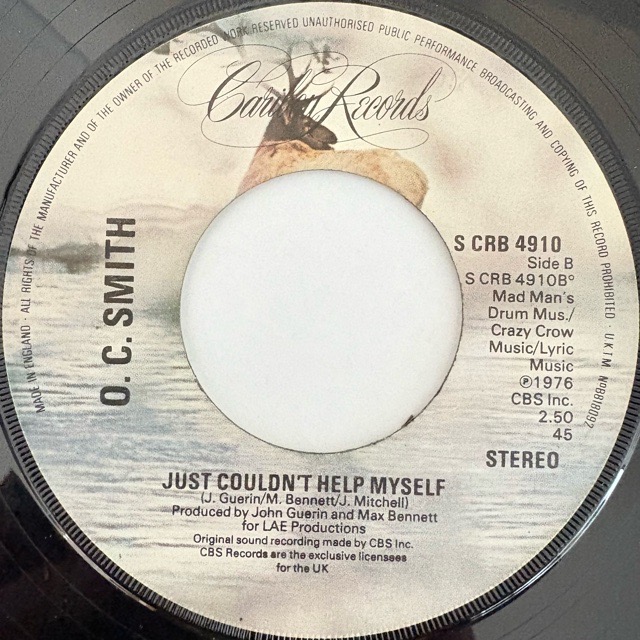 MADE IN ENGLAND · ALL RIGHTS OF THE MANUFACTURER AND OF THE OWNER OF THE RECORDED WORK RESERVED UNAUTHORISED PUBLIC PERFORMANCE BROADCASTING AND COPYING OF THIS RECORD PROHIBITED · U.K.T.M. Nº.B818092
Caribou Records
O. C. SMITH
S CRB 4910
Side B
S CRB 4910B°
Mad Man's
Drum Mus./
Crazy Crow
Music/Lyric
Music
℗1976
CBS Inc.
2.50
45
STEREO
JUST COULDN'T HELP MYSELF
(J. Guerin/M. Bennett/J. Mitchell)
Produced by John Guerin and Max Bennett
for LAE Productions
Original sound recording made by CBS Inc.
CBS Records are the exclusive licensees
for the UK